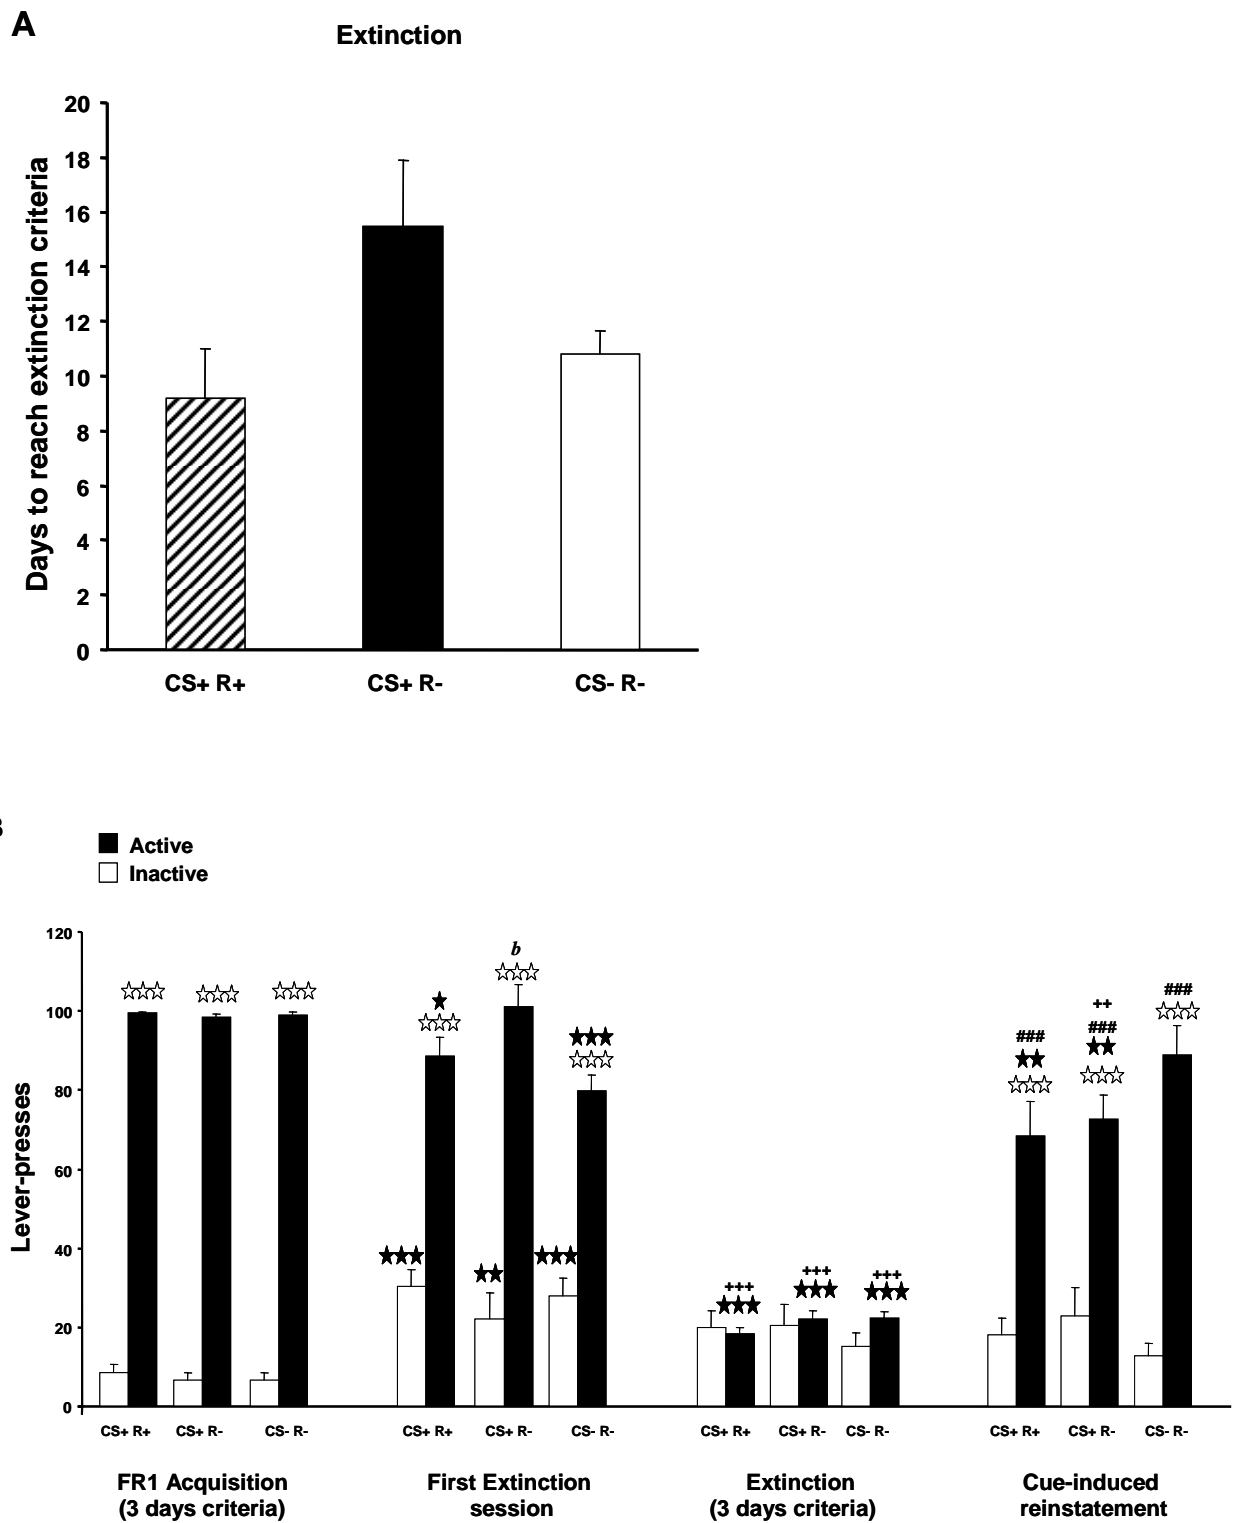 A
Extinction
20
18
16
14
12
10
8
6
4
2
0
Days to reach extinction criteria
CS+ R+ CS+ R- CS- R-
Active
Inactive
120
100
80
60
40
20
0
Lever-presses
☆☆☆ ☆☆☆ ☆☆☆
★
☆☆☆
b
☆☆☆
★★★
☆☆☆
★★★ ★★ ★★★
+++
★★★
+++
★★★
+++
★★★
###
★★
☆☆☆
++
###
★★
☆☆☆
###
☆☆☆
CS+ R+ CS+ R- CS- R- CS+ R+ CS+ R- CS- R- CS+ R+ CS+ R- CS- R- CS+ R+ CS+ R- CS- R-
FR1 Acquisition
(3 days criteria)
First Extinction
session
Extinction
(3 days criteria)
Cue-induced
reinstatement